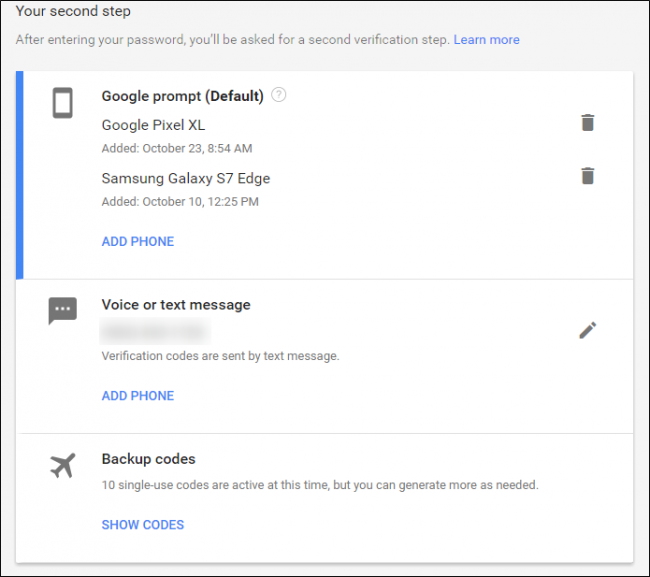 Your second step
After entering your password, you'll be asked for a second verification step. Learn more
Google prompt (Default) ?
Google Pixel XL
Added: October 23, 8:54 AM
Samsung Galaxy S7 Edge
Added: October 10, 12:25 PM
ADD PHONE
Voice or text message
Verification codes are sent by text message.
ADD PHONE
Backup codes
10 single-use codes are active at this time, but you can generate more as needed.
SHOW CODES